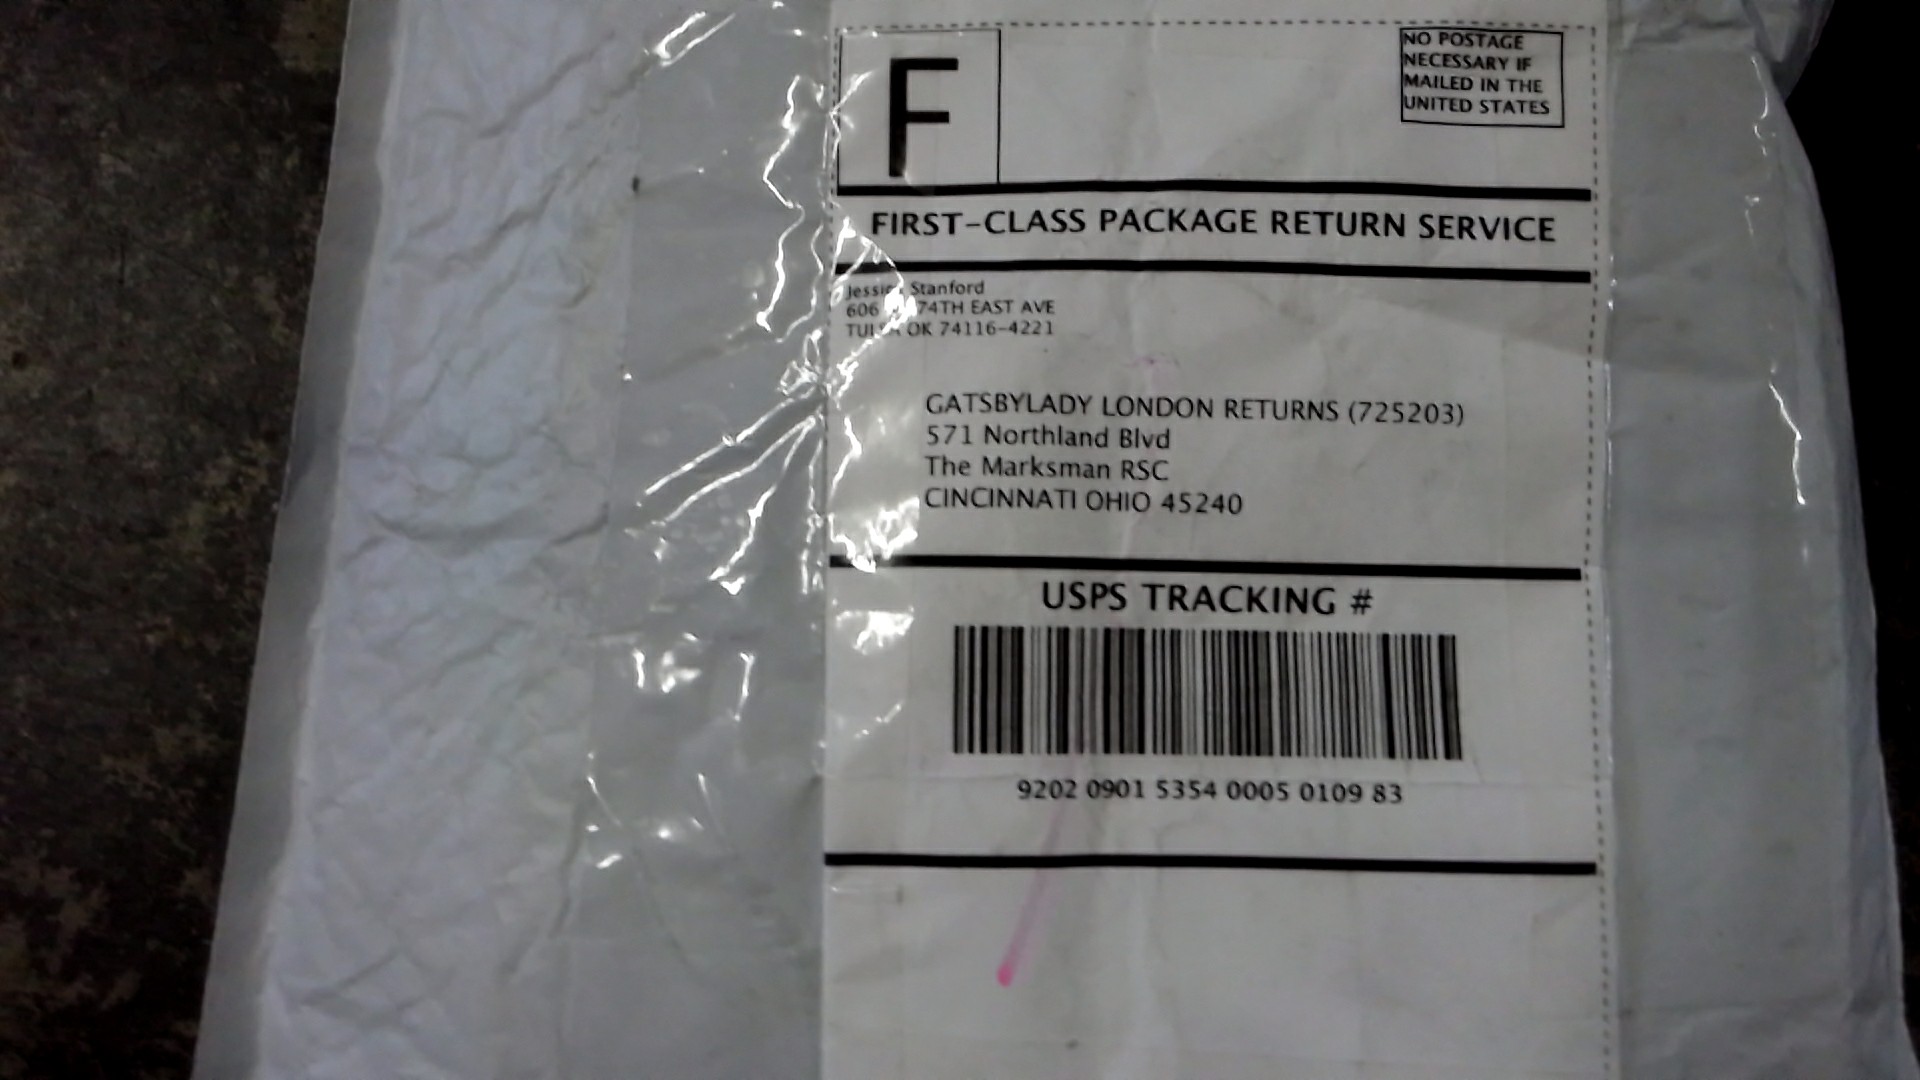 F
NO POSTAGE
NECESSARY IF
MAILED IN THE
UNITED STATES
FIRST-CLASS PACKAGE RETURN SERVICE
Stanford
606 74TH EAST AVE
TULSA OK 74116-4221
GATSBYLADY LONDON RETURNS (725203)
571 Northland Blvd
The Marksman RSC
CINCINNATI OHIO 45240
USPS TRACKING #
9202 0901 5354 0005 0109 83